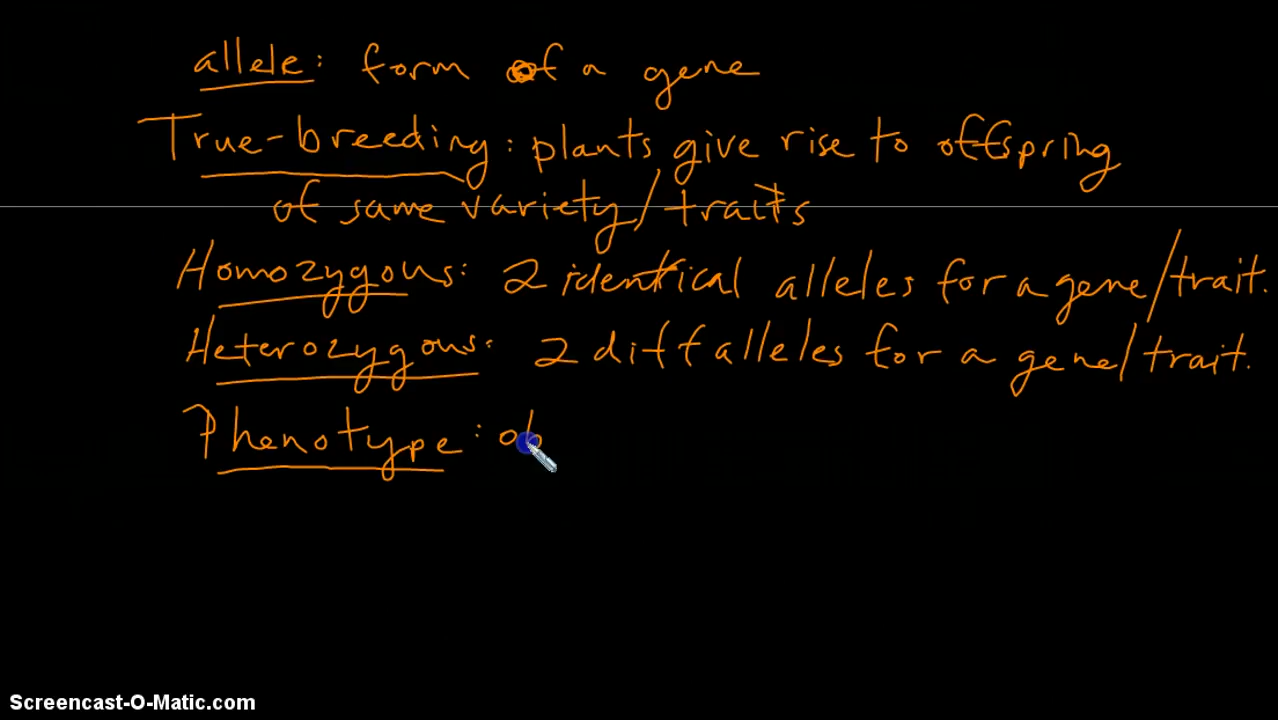 allele: form of a gene
True-breeding: plants give rise to offspring
of same variety/traits
Homozygous: 2 identical alleles for a gene/trait.
Heterozygous: 2 diff alleles for a gene/trait.
Phenotype: ob
Screencast-O-Matic.com